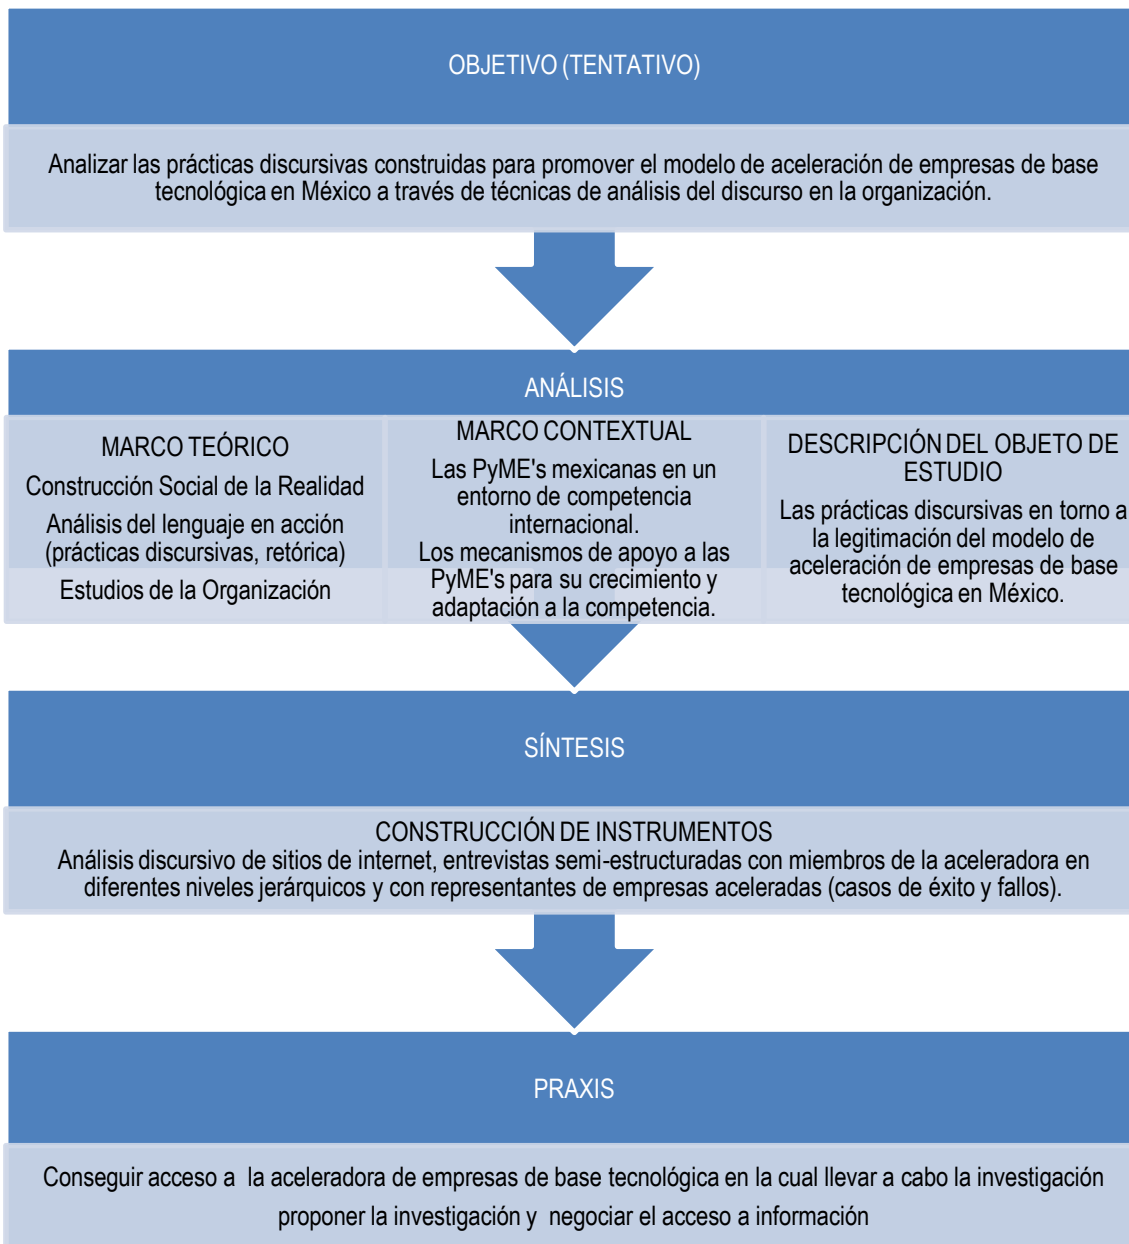 OBJETIVO (TENTATIVO)
Analizar las prácticas discursivas construidas para promover el modelo de aceleración de empresas de base
tecnológica en México a través de técnicas de análisis del discurso en la organización.
ANÁLISIS
MARCO TEÓRICO
Construcción Social de la Realidad
Análisis del lenguaje en acción
(prácticas discursivas, retórica)
Estudios de la Organización
MARCO CONTEXTUAL
Las PyME's mexicanas en un
entorno de competencia
internacional.
Los mecanismos de apoyo a las
PyME's para su crecimiento y
adaptación a la competencia.
DESCRIPCIÓN DEL OBJETO DE
ESTUDIO
Las prácticas discursivas en torno a
la legitimación del modelo de
aceleración de empresas de base
tecnológica en México.
SÍNTESIS
CONSTRUCCIÓN DE INSTRUMENTOS
Análisis discursivo de sitios de internet, entrevistas semi-estructuradas con miembros de la aceleradora en
diferentes niveles jerárquicos y con representantes de empresas aceleradas (casos de éxito y fallos).
PRAXIS
Conseguir acceso a la aceleradora de empresas de base tecnológica en la cual llevar a cabo la investigación
proponer la investigación y negociar el acceso a información